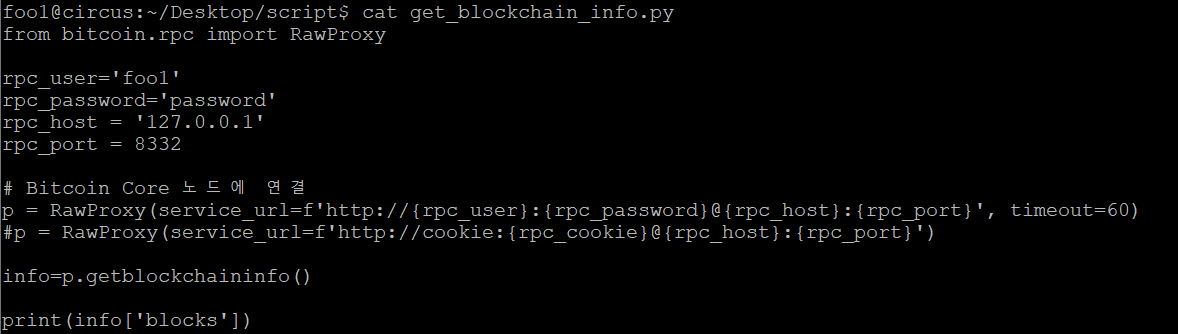 foo1@circus:~/Desktop/script$ cat get_blockchain_info.py
from bitcoin.rpc import RawProxy
rpc_user='foo1'
rpc_password='password'
rpc_host = '127.0.0.1'
rpc_port = 8332
# Bitcoin Core 노드에 연결
p = RawProxy(service_url=f'http://{rpc_user}:{rpc_password}@{rpc_host}:{rpc_port}', timeout=60)
#p = RawProxy(service_url=f'http://cookie:{rpc_cookie}@{rpc_host}:{rpc_port}')
info=p.getblockchaininfo()
print(info['blocks'])